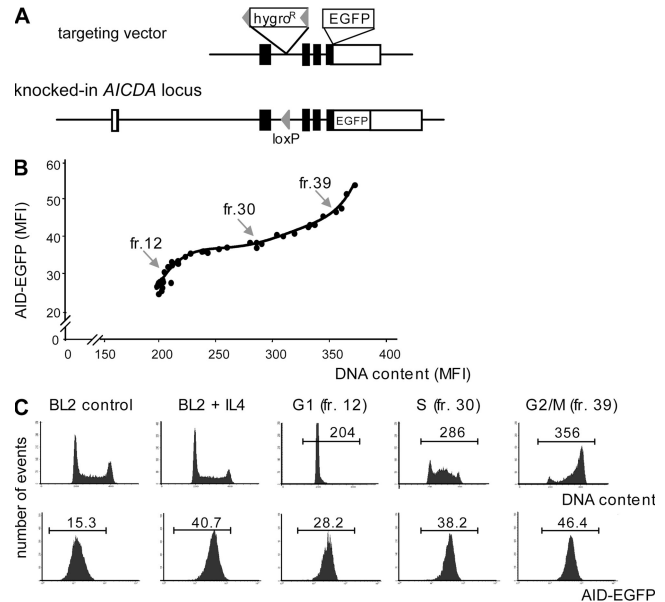 A
hygroR EGFP
targeting vector
knocked-in AICDA locus
EGFP
loxP
B
60
50
40
30
20
0
AID-EGFP (MFI)
fr.12
fr.30
fr.39
0 150 200 250 300 350 400
DNA content (MFI)
C
BL2 control BL2 + IL4 G1 (fr. 12) S (fr. 30) G2/M (fr. 39)
number of events
204 286 356
DNA content
15.3 40.7 28.2 38.2 46.4
AID-EGFP